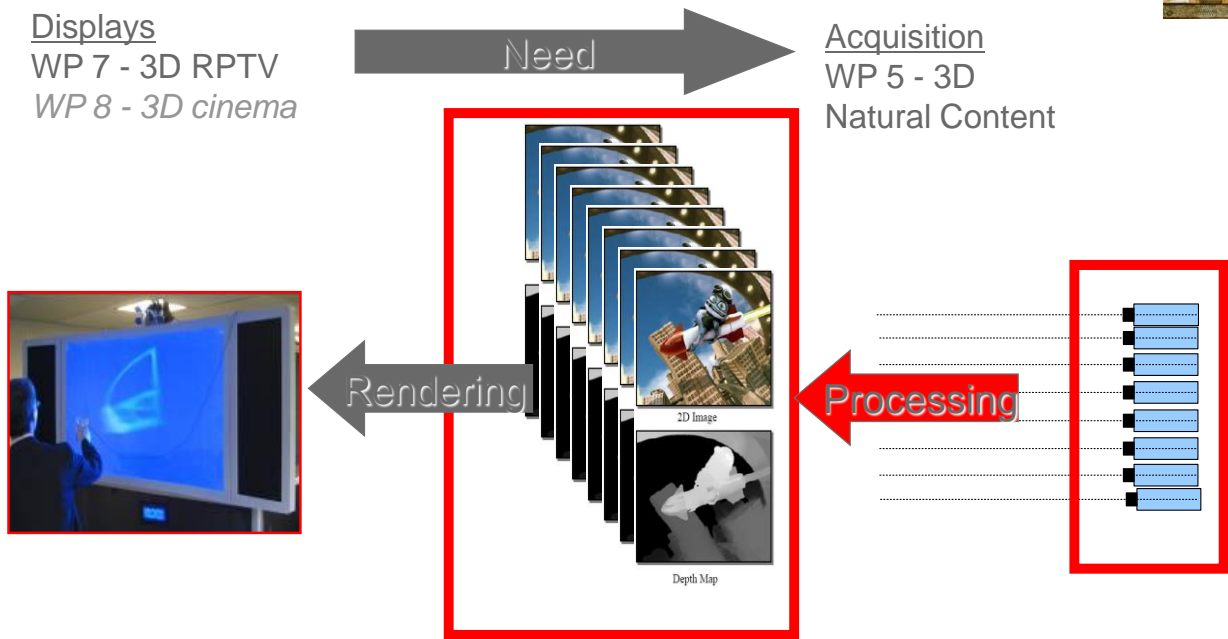 Displays
WP 7 - 3D RPTV
WP 8 - 3D cinema
Need
Acquisition
WP 5 - 3D
Natural Content
Rendering
Processing
2D Image
Depth Map